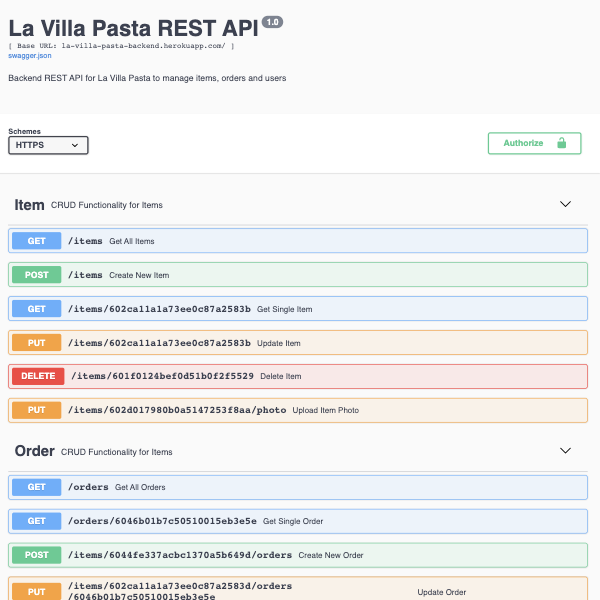 La Villa Pasta REST API 1.0
[ Base URL: la-villa-pasta-backend.herokuapp.com/ ]
swagger.json
Backend REST API for La Villa Pasta to manage items, orders and users
Schemes
HTTPS
Authorize
Item CRUD Functionality for Items
GET /items Get All Items
POST /items Create New Item
GET /items/602ca11a1a73ee0c87a2583b Get Single Item
PUT /items/602ca11a1a73ee0c87a2583b Update Item
DELETE /items/601f0124bef0d51b0f2f5529 Delete Item
PUT /items/602d017980b0a5147253f8aa/photo Upload Item Photo
Order CRUD Functionality for Items
GET /orders Get All Orders
GET /orders/6046b01b7c50510015eb3e5e Get Single Order
POST /items/6044fe337acbc1370a5b649d/orders Create New Order
PUT /items/602ca11a1a73ee0c87a2583d/orders
/6046b01b7c50510015eb3e5e Update Order